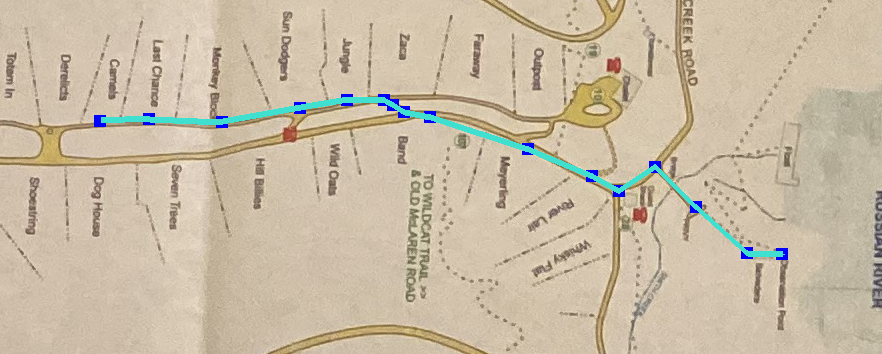 CREEK ROAD
Totem In
Derelicts
Camels
Last Chance
Monkey Block
Sun Dodgers
Jungle
Zaca
Faraway
Outpost
Shoestring
Dog House
Seven Trees
Hill Billies
Wild Oats
Band
TO WILDCAT TRAIL >>
& OLD McLAREN ROAD
Meyerling
River Lair
Whisky Flat
10
RUSSIAN RIVER